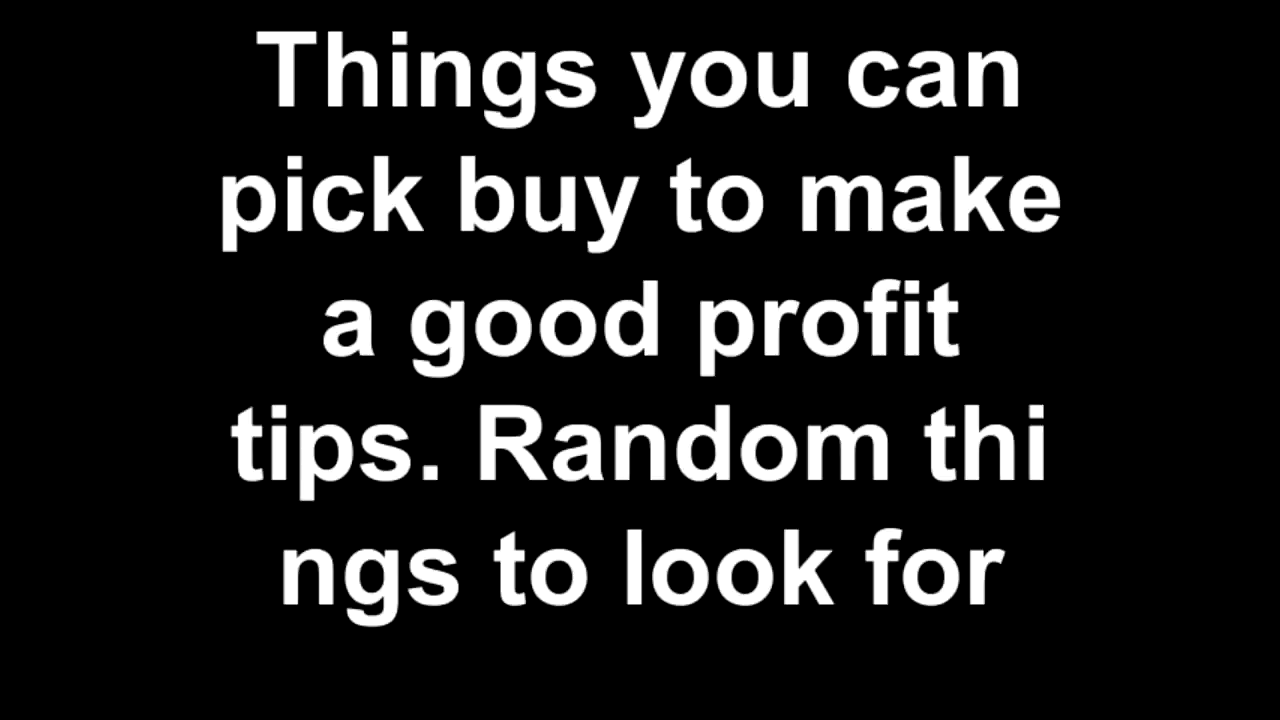 Things you can
pick buy to make
a good profit
tips. Random thi
ngs to look for